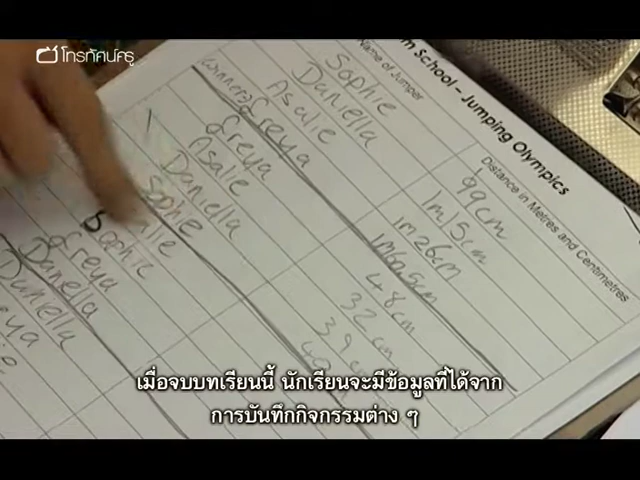 โทรทัศน์ครู
m School – Jumping Olympics
Name of Jumper
Distance in Metres and Centimetres
Sophie 99cm
Daniella 1m15cm
Asalie 1m26cm
(winner) Freya
Freya 48cm
Asalie 32cm
Daniella 39cm
Sophie
Sophie
Freya
Daniella
Daniella
เมื่อจบบทเรียนนี้ นักเรียนจะมีข้อมูลที่ได้จาก
การบันทึกกิจกรรมต่าง ๆ